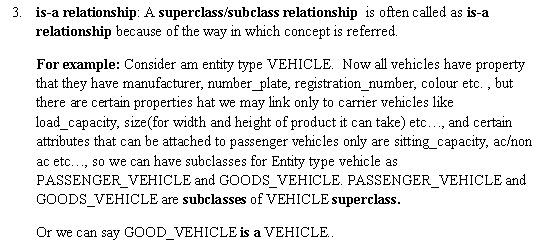 3. is-a relationship: A superclass/subclass relationship is often called as is-a
relationship because of the way in which concept is referred.
For example: Consider am entity type VEHICLE. Now all vehicles have property
that they have manufacturer, number_plate, registration_number, colour etc. , but
there are certain properties hat we may link only to carrier vehicles like
load_capacity, size(for width and height of product it can take) etc…, and certain
attributes that can be attached to passenger vehicles only are sitting_capacity, ac/non
ac etc…, so we can have subclasses for Entity type vehicle as
PASSENGER_VEHICLE and GOODS_VEHICLE. PASSENGER_VEHICLE and
GOODS_VEHICLE are subclasses of VEHICLE superclass.
Or we can say GOOD_VEHICLE is a VEHICLE..